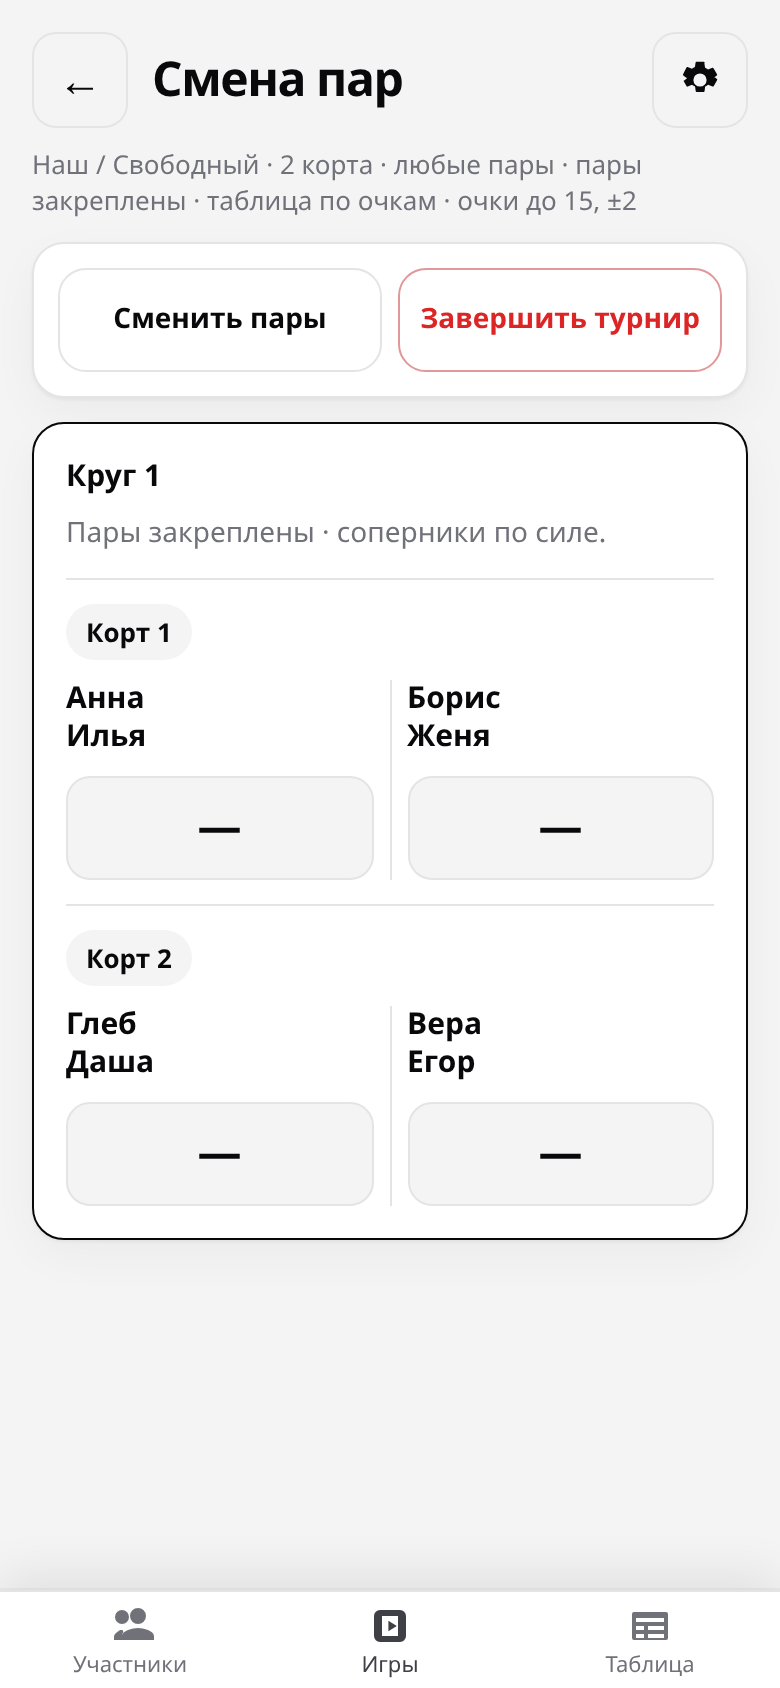 ← Смена пар
Наш / Свободный · 2 корта · любые пары · пары
закреплены · таблица по очкам · очки до 15, ±2
Сменить пары
Завершить турнир
Круг 1
Пары закреплены · соперники по силе.
Корт 1
Анна
Илья
Борис
Женя
—
—
Корт 2
Глеб
Даша
Вера
Егор
—
—
Участники
Игры
Таблица